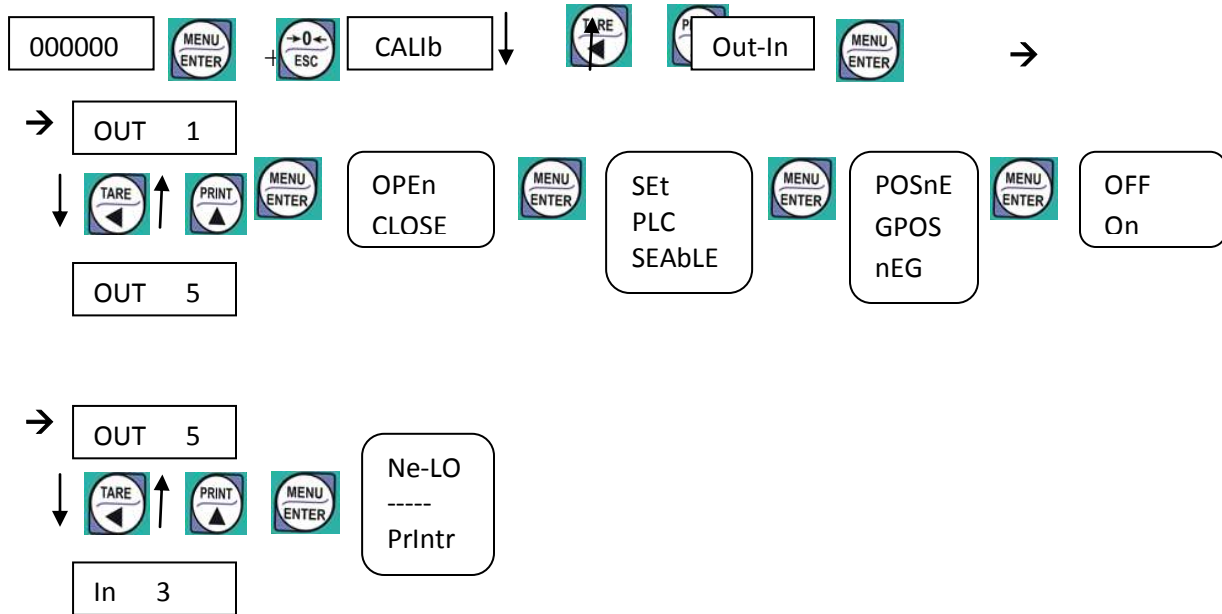 000000
MENU
ENTER
+
→0←
ESC
CALIb
TARE
Out-In
MENU
ENTER
OUT 1
TARE
PRINT
MENU
ENTER
OPEn
CLOSE
MENU
ENTER
SEt
PLC
SEAbLE
MENU
ENTER
POSnE
GPOS
nEG
MENU
ENTER
OFF
On
OUT 5
OUT 5
TARE
PRINT
MENU
ENTER
Ne-LO
-----
PrIntr
In 3